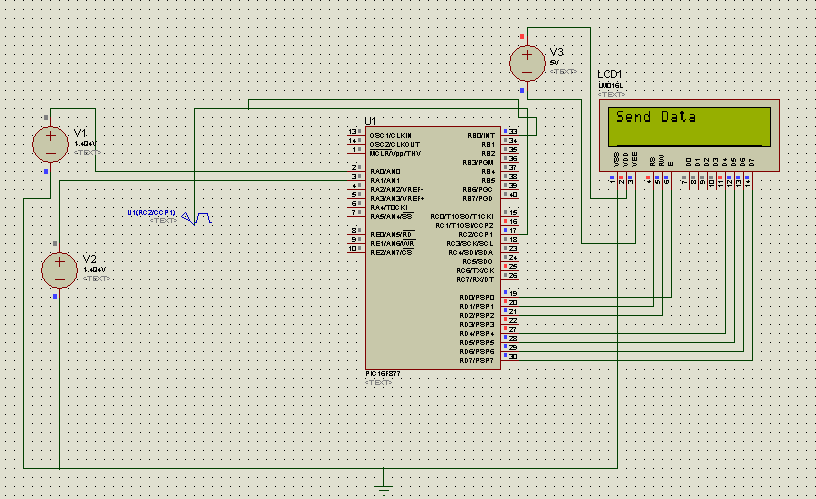 V3
5V
<TEXT>
LCD1
LM016L
<TEXT>
Send Data
VSS
VDD
VEE
RS
RW
E
D0
D1
D2
D3
D4
D5
D6
D7
1
2
3
4
5
6
7
8
9
10
11
12
13
14
V1
1.424V
<TEXT>
V2
1.424V
<TEXT>
U1(RC2/CCP1)
<TEXT>
U1
13 OSC1/CLKIN
14 OSC2/CLKOUT
1 MCLR/Vpp/THV
2 RA0/AN0
3 RA1/AN1
4 RA2/AN2/VREF-
5 RA3/AN3/VREF+
6 RA4/T0CKI
7 RA5/AN4/SS
8 RE0/AN5/RD
9 RE1/AN6/WR
10 RE2/AN7/CS
RB0/INT 33
RB1 34
RB2 35
RB3/PGM 36
RB4 37
RB5 38
RB6/PGC 39
RB7/PGD 40
RC0/T1OSO/T1CKI 15
RC1/T1OSI/CCP2 16
RC2/CCP1 17
RC3/SCK/SCL 18
RC4/SDI/SDA 23
RC5/SDO 24
RC6/TX/CK 25
RC7/RX/DT 26
RD0/PSP0 19
RD1/PSP1 20
RD2/PSP2 21
RD3/PSP3 22
RD4/PSP4 27
RD5/PSP5 28
RD6/PSP6 29
RD7/PSP7 30
PIC16F877
<TEXT>